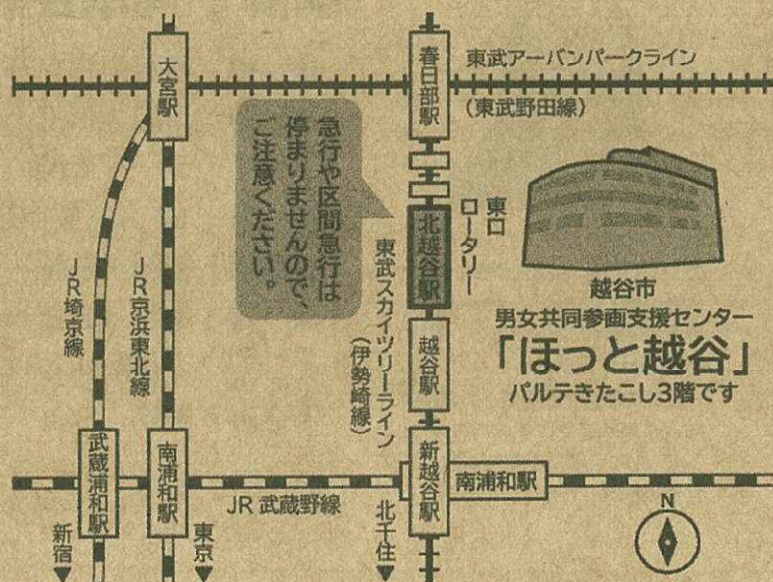 大宮駅
春日部駅
東武アーバンパークライン
(東武野田線)
急行や区間急行は
停まりませんので、
ご注意ください。
北越谷駅
東口
ロータリー
越谷市
男女共同参画支援センター
「ほっと越谷」
パルテきたこし3階です
JR埼京線
JR京浜東北線
東武スカイツリーライン
(伊勢崎線)
越谷駅
武蔵浦和駅
南浦和駅
新越谷駅
南浦和駅
JR 武蔵野線
新宿
東京
北千住
N